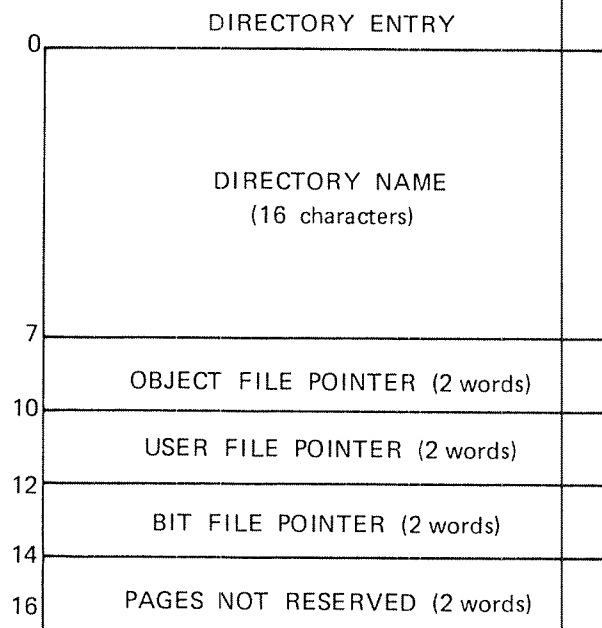 DIRECTORY ENTRY
0
DIRECTORY NAME
(16 characters)
7
OBJECT FILE POINTER (2 words)
10
USER FILE POINTER (2 words)
12
BIT FILE POINTER (2 words)
14
PAGES NOT RESERVED (2 words)
16